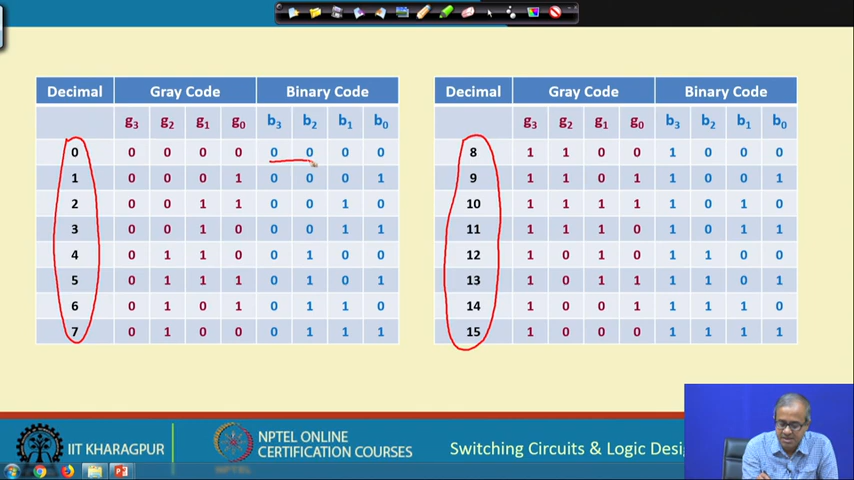 Decimal Gray Code Binary Code
g3 g2 g1 g0 b3 b2 b1 b0
0 0 0 0 0 0 0 0 0
1 0 0 0 1 0 0 0 1
2 0 0 1 1 0 0 1 0
3 0 0 1 0 0 0 1 1
4 0 1 1 0 0 1 0 0
5 0 1 1 1 0 1 0 1
6 0 1 0 1 0 1 1 0
7 0 1 0 0 0 1 1 1
Decimal Gray Code Binary Code
g3 g2 g1 g0 b3 b2 b1 b0
8 1 1 0 0 1 0 0 0
9 1 1 0 1 1 0 0 1
10 1 1 1 1 1 0 1 0
11 1 1 1 0 1 0 1 1
12 1 0 1 0 1 1 0 0
13 1 0 1 1 1 1 0 1
14 1 0 0 1 1 1 1 0
15 1 0 0 0 1 1 1 1
IIT KHARAGPUR
NPTEL ONLINE
CERTIFICATION COURSES
NPTEL
Switching Circuits & Logic Desi